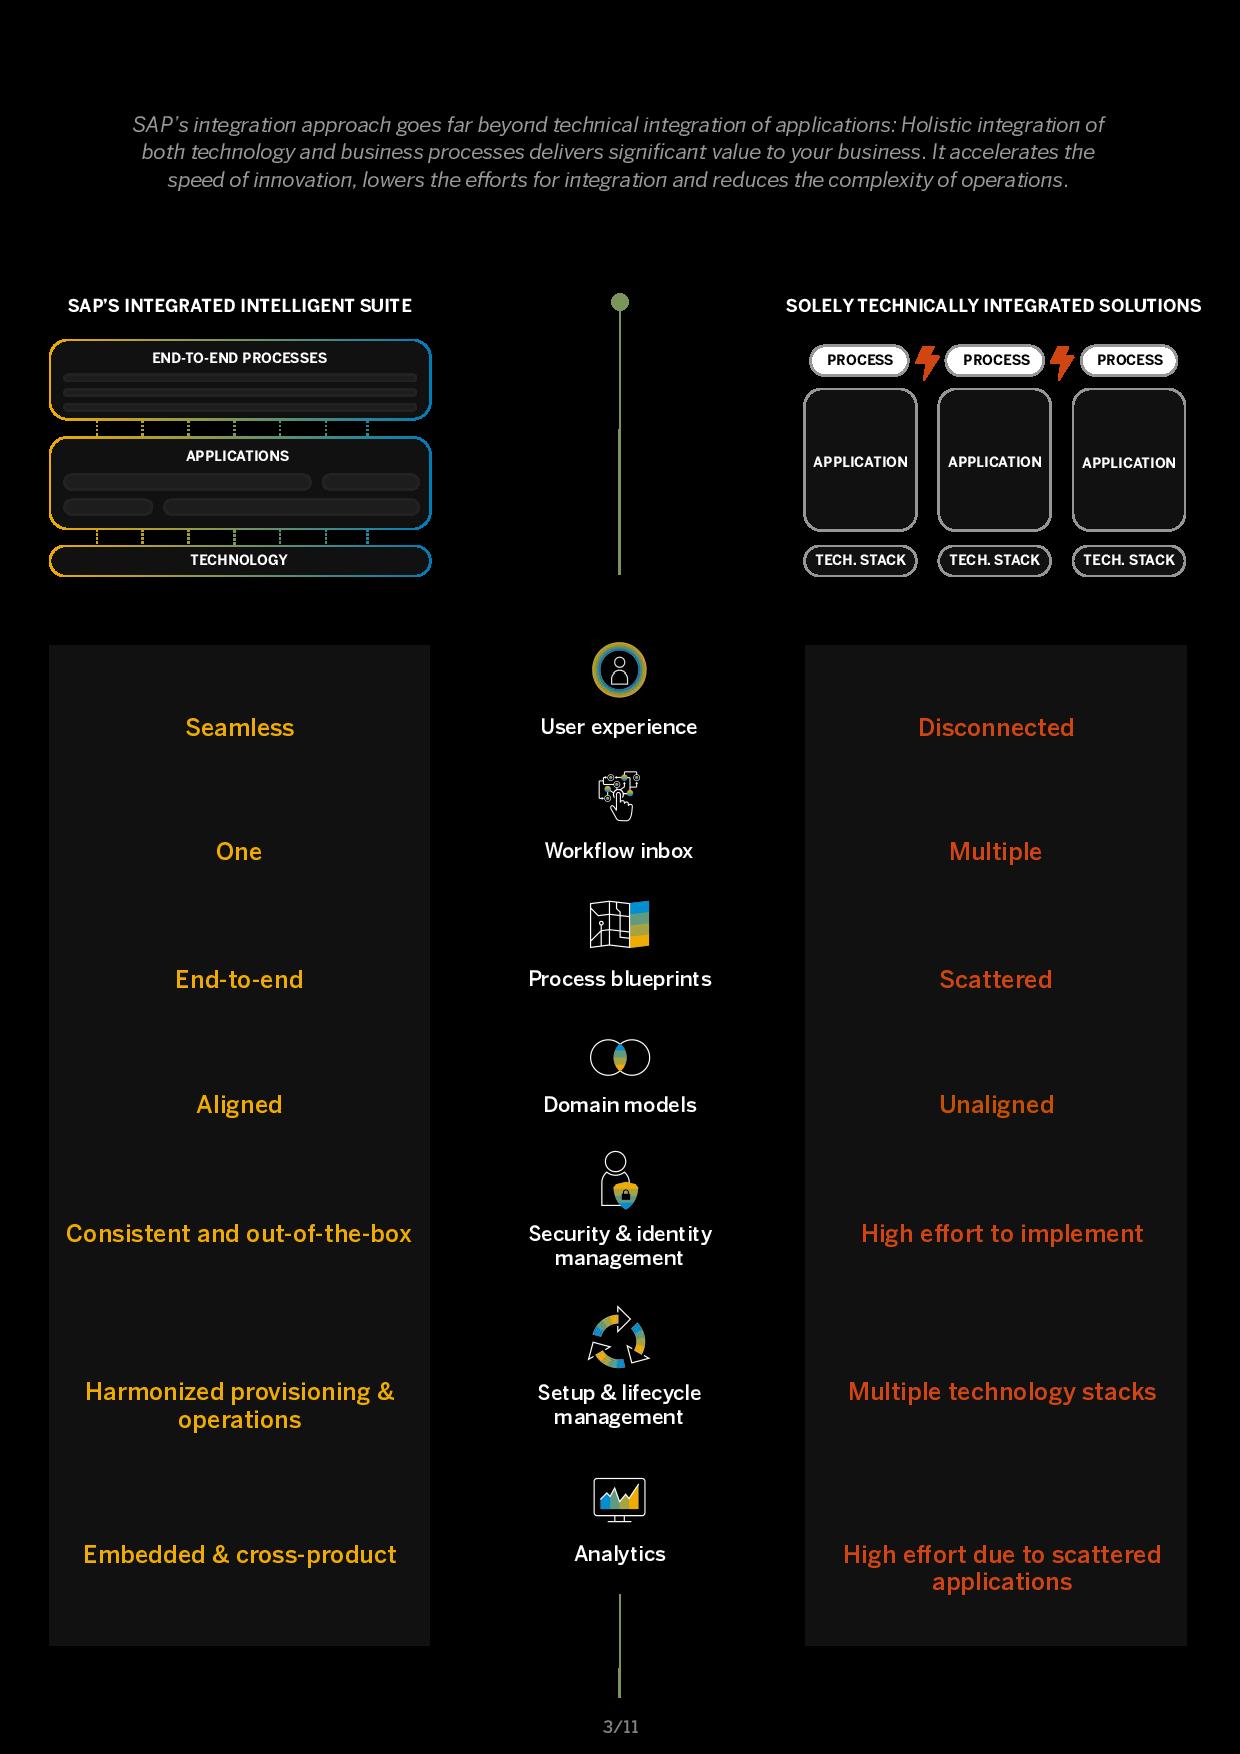 SAP’s integration approach goes far beyond technical integration of applications: Holistic integration of
both technology and business processes delivers significant value to your business. It accelerates the
speed of innovation, lowers the efforts for integration and reduces the complexity of operations.
SAP’S INTEGRATED INTELLIGENT SUITE
END-TO-END PROCESSES
APPLICATIONS
TECHNOLOGY
SOLELY TECHNICALLY INTEGRATED SOLUTIONS
PROCESS PROCESS PROCESS
APPLICATION APPLICATION APPLICATION
TECH. STACK TECH. STACK TECH. STACK
Seamless
User experience
Disconnected
One
Workflow inbox
Multiple
End-to-end
Process blueprints
Scattered
Aligned
Domain models
Unaligned
Consistent and out-of-the-box
Security & identity
management
High effort to implement
Harmonized provisioning &
operations
Setup & lifecycle
management
Multiple technology stacks
Embedded & cross-product
Analytics
High effort due to scattered
applications
3/11